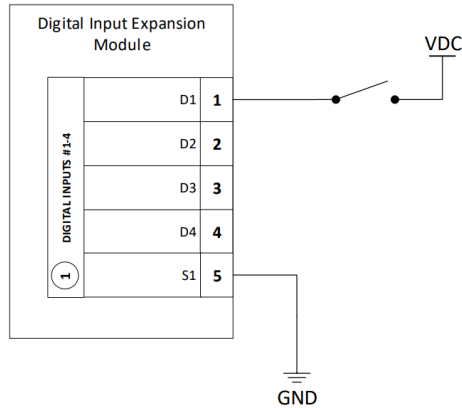 Digital Input Expansion
Module
VDC
DIGITAL INPUTS #1-4
1
D1 1
D2 2
D3 3
D4 4
S1 5
GND